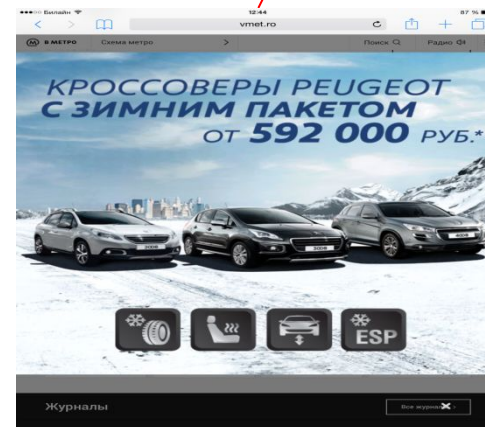 Билайн 12:44 87 %
vmet.ro
В МЕТРО Схема метро > Поиск Радио
КРОССОВЕРЫ PEUGEOT
С ЗИМНИМ ПАКЕТОМ
ОТ 592 000 РУБ.*
ESP
Журналы Все